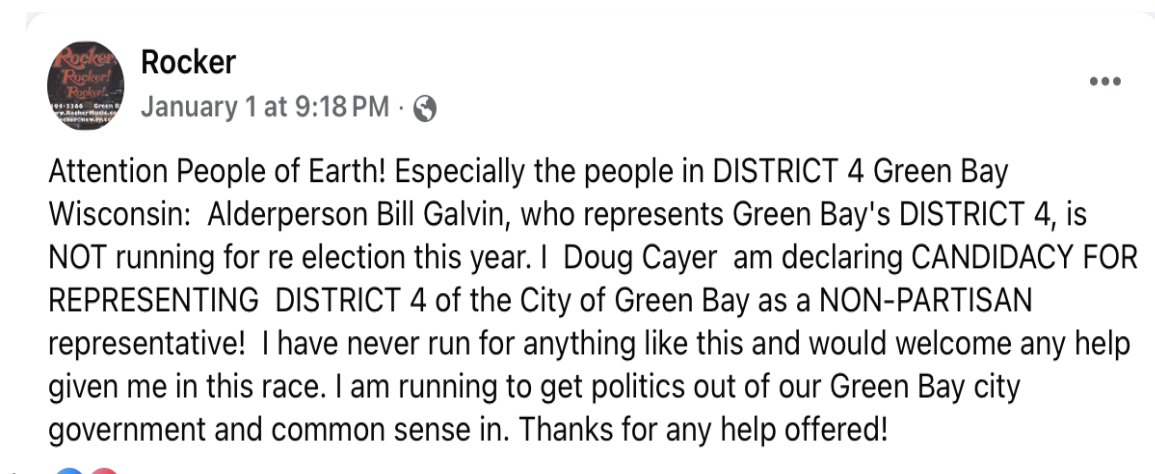 Rocker
Rocker!
Rocker!
Rocker
January 1 at 9:18 PM ·
Attention People of Earth! Especially the people in DISTRICT 4 Green Bay
Wisconsin:  Alderperson Bill Galvin, who represents Green Bay's DISTRICT 4, is
NOT running for re election this year. I  Doug Cayer  am declaring CANDIDACY FOR
REPRESENTING  DISTRICT 4 of the City of Green Bay as a NON-PARTISAN
representative!  I have never run for anything like this and would welcome any help
given me in this race. I am running to get politics out of our Green Bay city
government and common sense in. Thanks for any help offered!